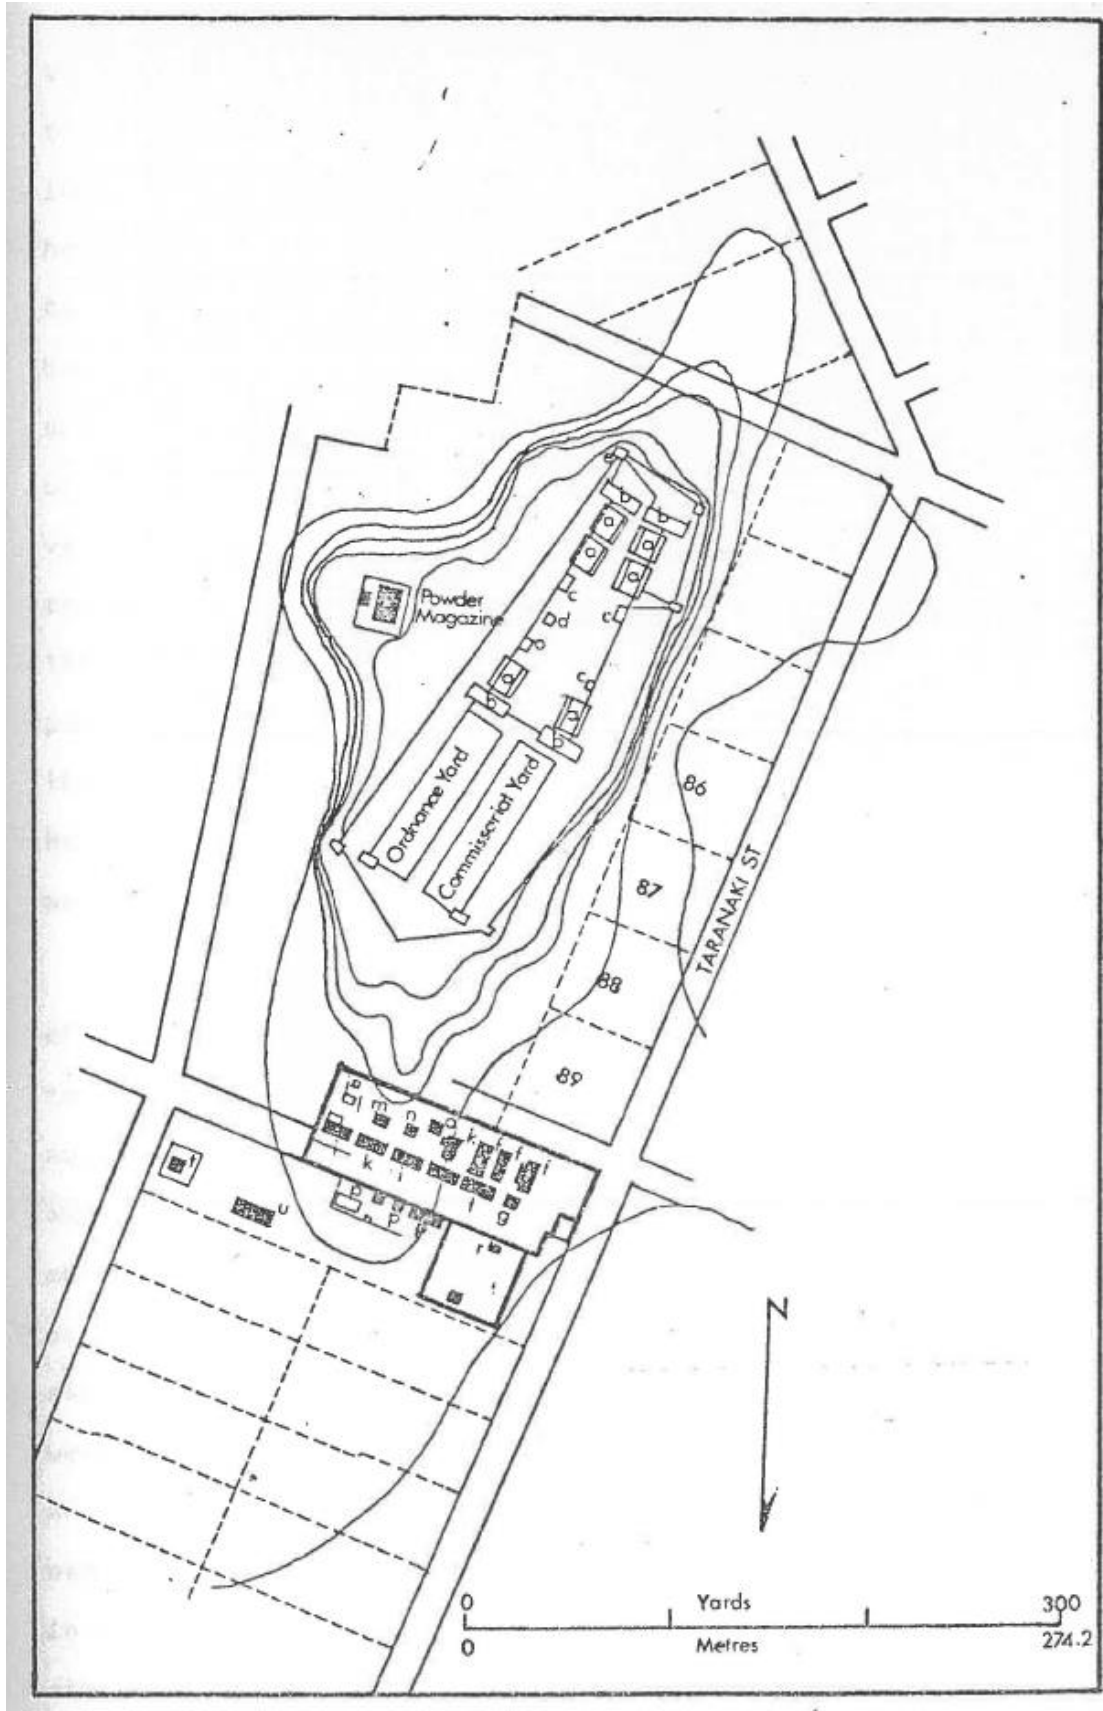 b
b
c
Powder
Magazine
d
c
c
b
b
Ordnance Yard
Commissariat Yard
86
87
88
89
TARANAKI ST
l
m
n
k
f
i
k
i
f
g
p
t
u
p
r
t
N
0 Yards 300
0 Metres 274.2